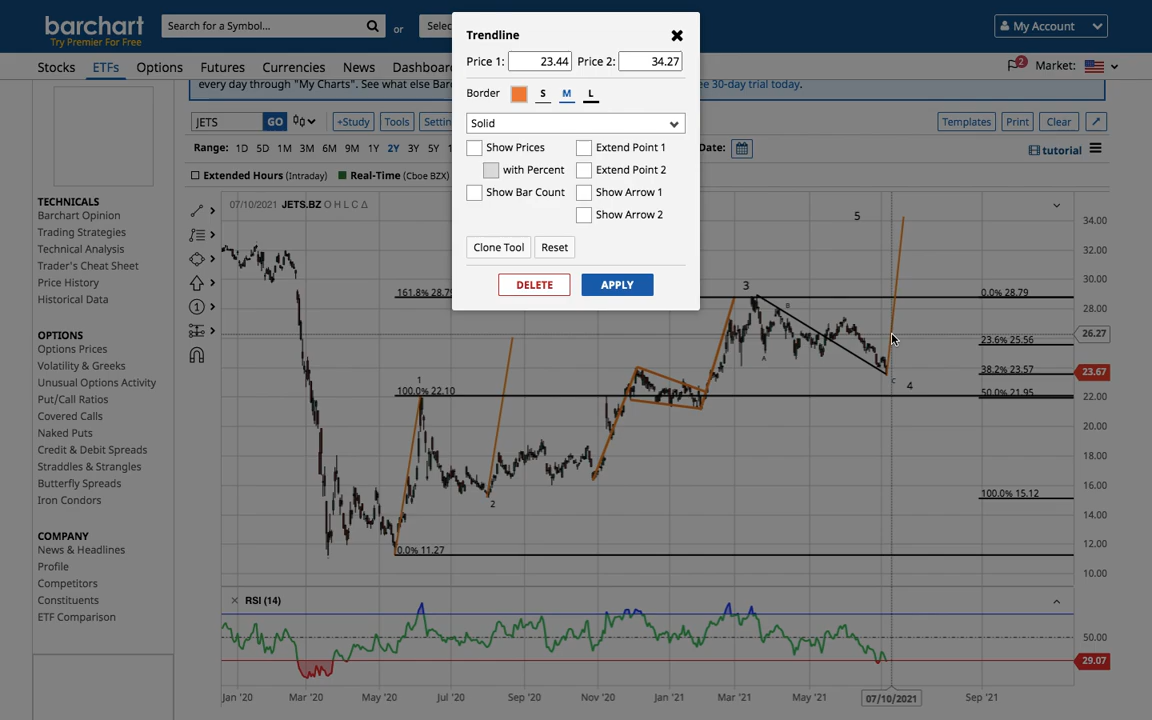 barchart
Try Premier For Free
Search for a Symbol...
or
Selec
My Account
Stocks
ETFs
Options
Futures
Currencies
News
Dashboar
2
Market:
every day through "My Charts". See what else Barc
ee 30-day trial today.
Trendline
Price 1: 23.44 Price 2: 34.27
Border S M L
Solid
Show Prices
Extend Point 1
with Percent
Extend Point 2
Show Bar Count
Show Arrow 1
Show Arrow 2
Clone Tool
Reset
DELETE
APPLY
JETS
GO
+Study
Tools
Settin
Templates
Print
Clear
Range: 1D 5D 1M 3M 6M 9M 1Y 2Y 3Y 5Y 1
Date:
tutorial
Extended Hours (Intraday)
Real-Time (Cboe BZX)
TECHNICALS
Barchart Opinion
Trading Strategies
Technical Analysis
Trader's Cheat Sheet
Price History
Historical Data
OPTIONS
Options Prices
Volatility & Greeks
Unusual Options Activity
Put/Call Ratios
Covered Calls
Naked Puts
Credit & Debit Spreads
Straddles & Strangles
Butterfly Spreads
Iron Condors
COMPANY
News & Headlines
Profile
Competitors
Constituents
ETF Comparison
07/10/2021 JETS.BZ O H L C Δ
5
3
B
A
C
4
1
2
161.8% 28.79
100.0% 22.10
0.0% 11.27
0.0% 28.79
23.6% 25.56
38.2% 23.57
50.0% 21.95
100.0% 15.12
34.00
32.00
30.00
28.00
26.27
23.67
22.00
20.00
18.00
16.00
14.00
12.00
10.00
RSI (14)
50.00
29.07
Jan '20
Mar '20
May '20
Jul '20
Sep '20
Nov '20
Jan '21
Mar '21
May '21
07/10/2021
Sep '21